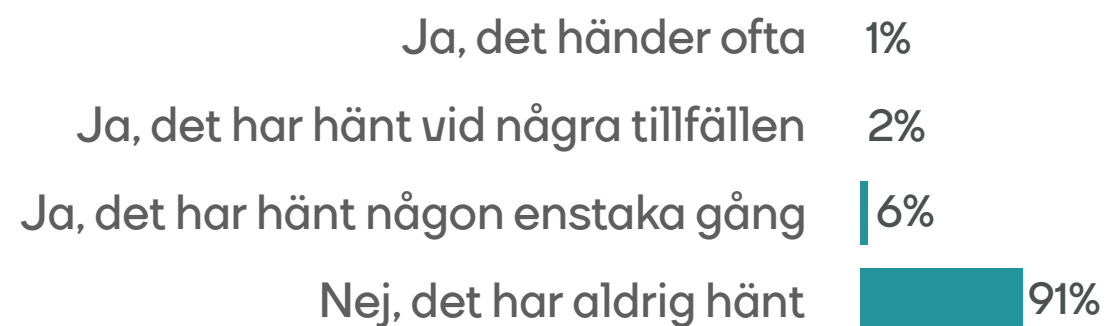 Ja, det händer ofta 1%
Ja, det har hänt vid några tillfällen 2%
Ja, det har hänt någon enstaka gång 6%
Nej, det har aldrig hänt 91%